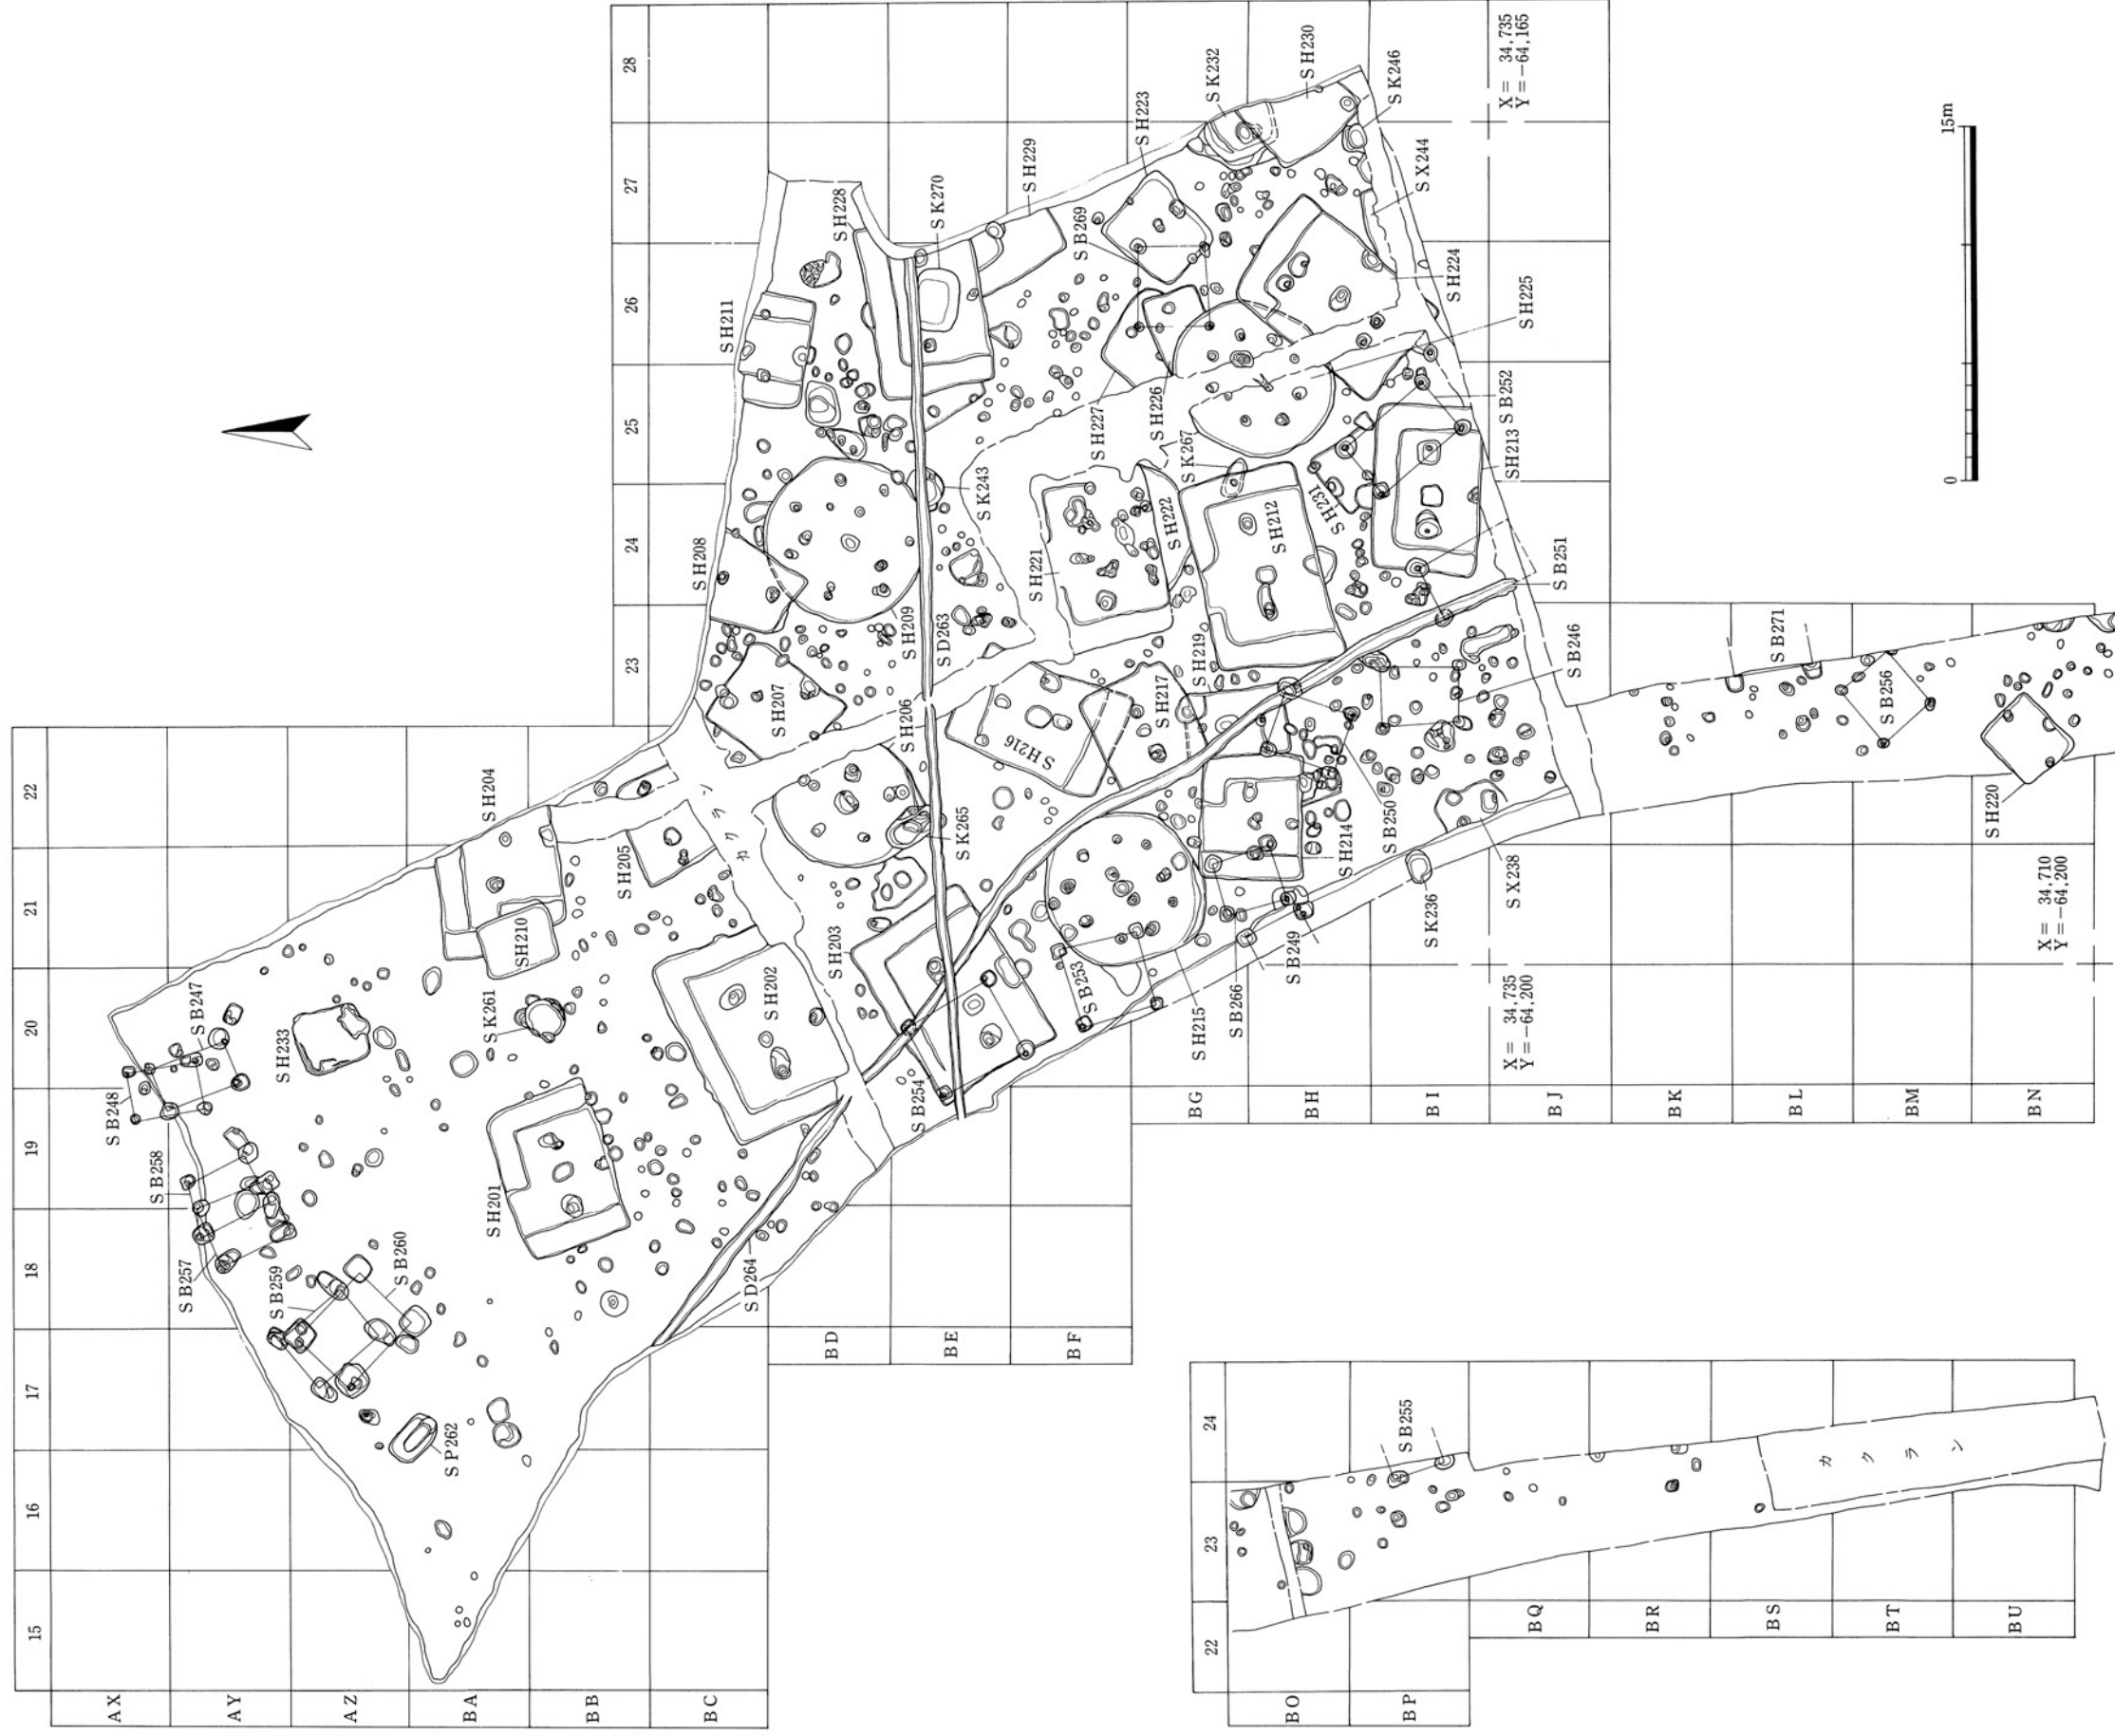 AX
AY
AZ
BA
BB
BC
BD
BE
BF
BG
BH
BI
BJ
BK
BL
BM
BN
BO
BP
BQ
BR
BS
BT
BU
15
16
17
18
19
20
21
22
23
24
25
26
27
28
22
23
24
SB248
SB247
SB258
SB257
SB259
SB260
SP262
SH233
SK261
SH201
SH210
SH204
SH205
カクラン
SH202
SD264
SH203
SB254
SK265
SH206
SH207
SH208
SH209
SD263
SH211
SK243
SH228
SK270
SH229
SB269
SH223
SK232
SH230
SK246
SX244
SH224
SH225
SH227
SH226
SK267
SH222
SH221
SH212
SH231
SB252
SH213
SB251
SH219
SH217
SH216
SB253
SH215
SB266
SB249
SH214
SB250
SB246
SX238
SK236
SB271
SB256
SH220
SB255
カクラン
X = 34,735
Y = -64,165
X = 34,735
Y = -64,200
X = 34,710
Y = -64,200
0
15m